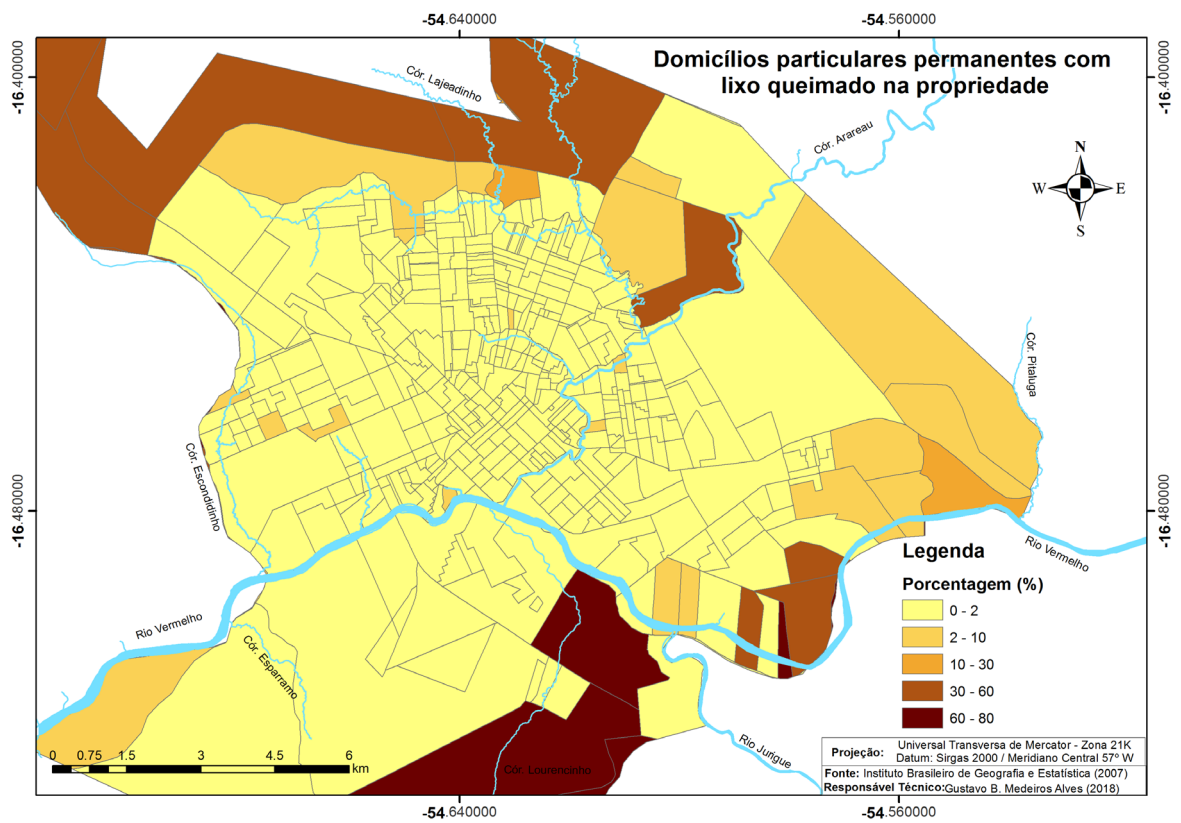 -54.640000
-54.560000
Domicílios particulares permanentes com
lixo queimado na propriedade
-16.440000
-16.440000
Cór. Lajeadinho
Cór. Arareau
N
W
E
S
Cór. Pitaluga
Cór. Escondidinho
-16.480000
-16.480000
Rio Vermelho
Legenda
Porcentagem (%)
0 - 2
2 - 10
10 - 30
30 - 60
60 - 80
Rio Vermelho
Cór. Esparramo
Rio Jurigue
Cór. Lourencinho
0 0.75 1.5 3 4.5 6
km
Projeção: Universal Transversa de Mercator - Zona 21K
Datum: Sirgas 2000 / Meridiano Central 57º W
Fonte: Instituto Brasileiro de Geografia e Estatística (2007)
Responsável Técnico: Gustavo B. Medeiros Alves (2018)
-54.640000
-54.560000